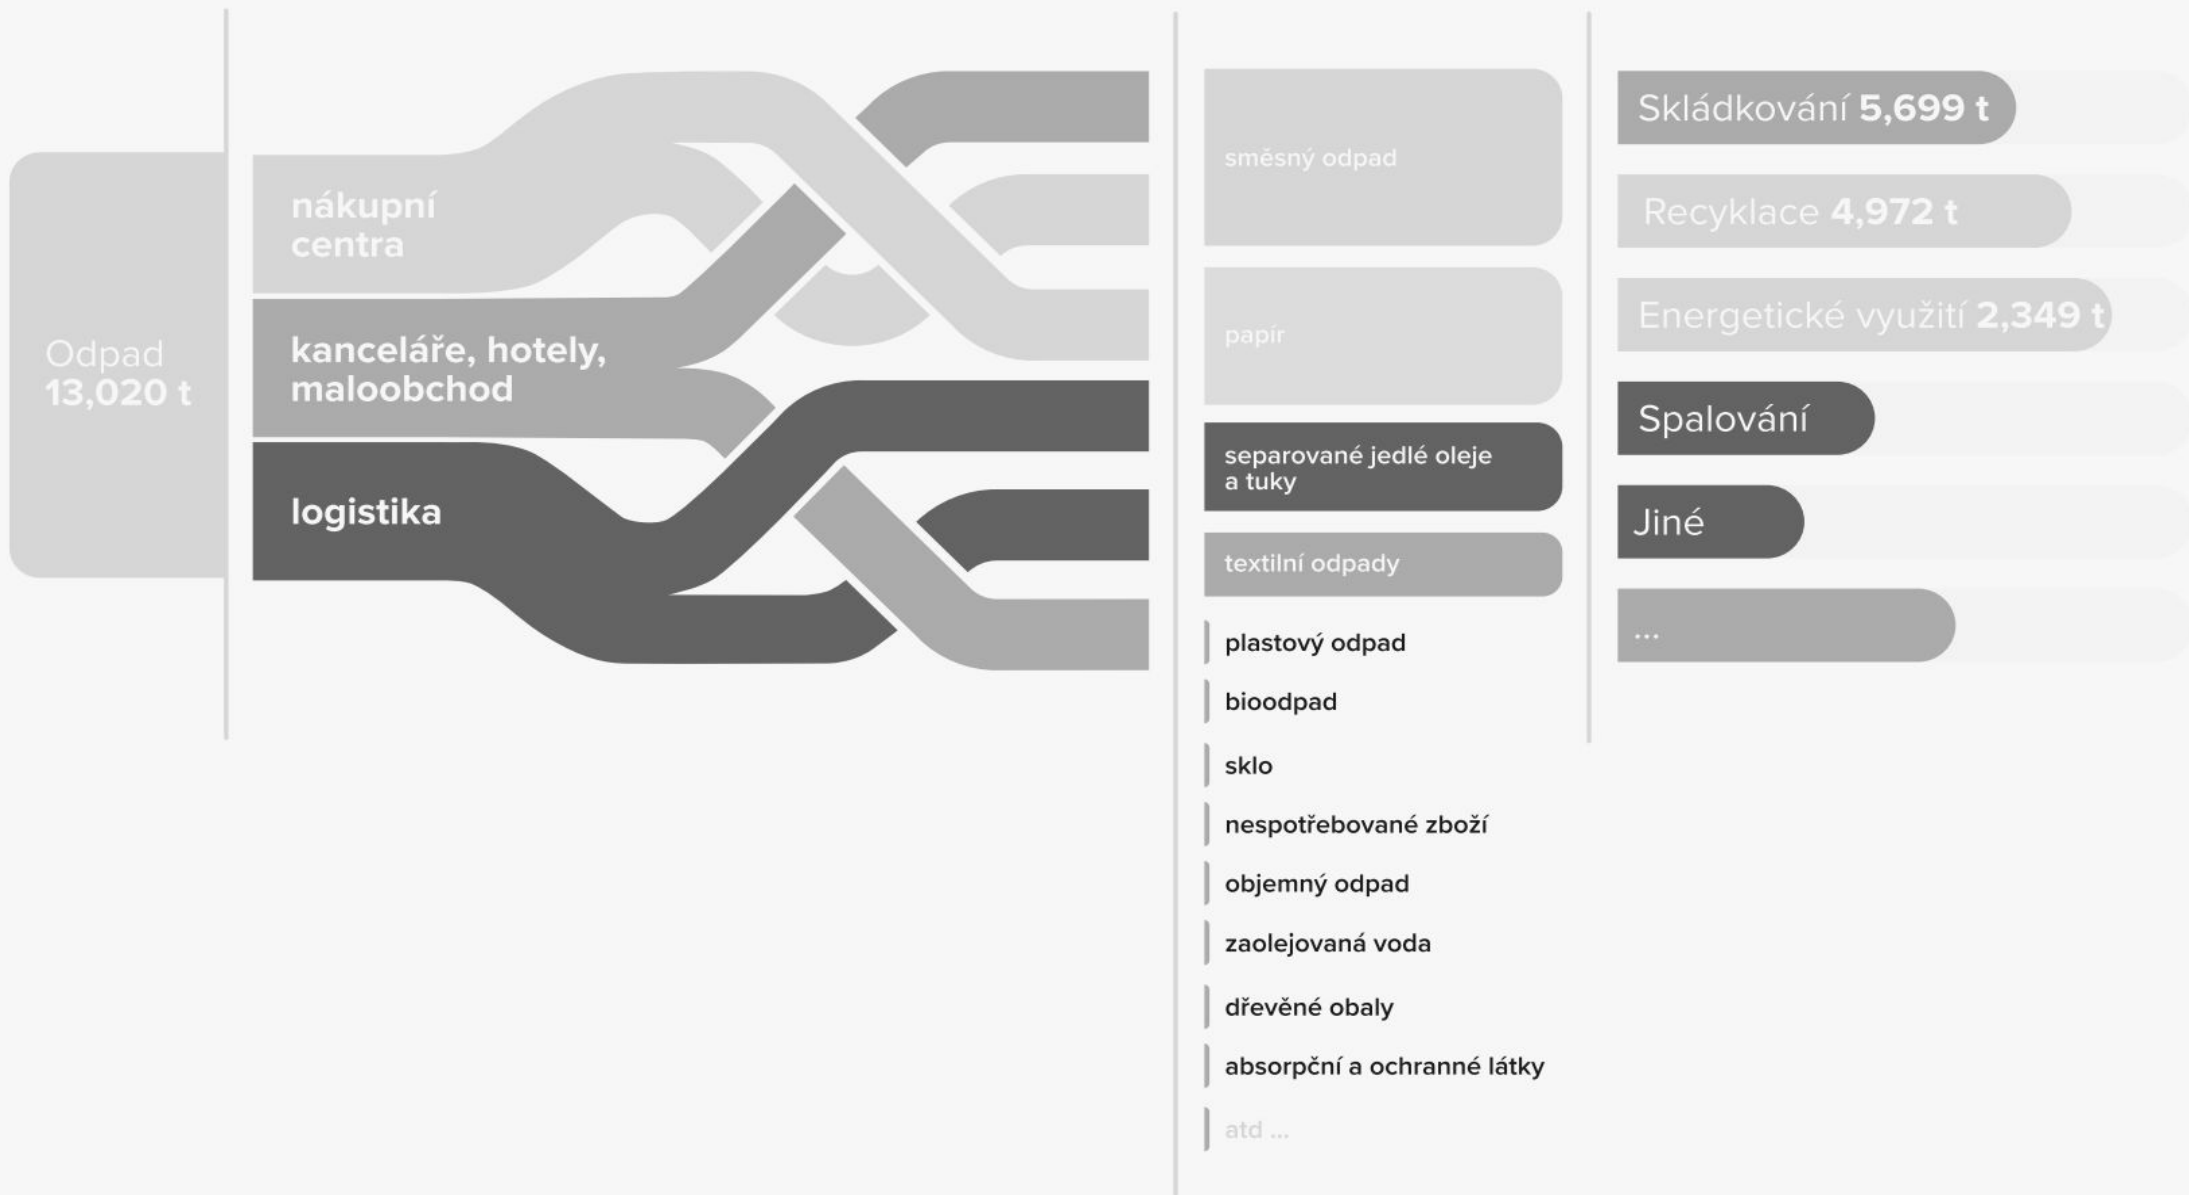 Odpad
13,020 t
nákupní
centra
kanceláře, hotely,
maloobchod
logistika
směsný odpad
papír
separované jedlé oleje
a tuky
textilní odpady
plastový odpad
bioodpad
sklo
nespotřebované zboží
objemný odpad
zaolejovaná voda
dřevěné obaly
absorpční a ochranné látky
atd ...
Skládkování 5,699 t
Recyklace 4,972 t
Energetické využití 2,349 t
Spalování
Jiné
...